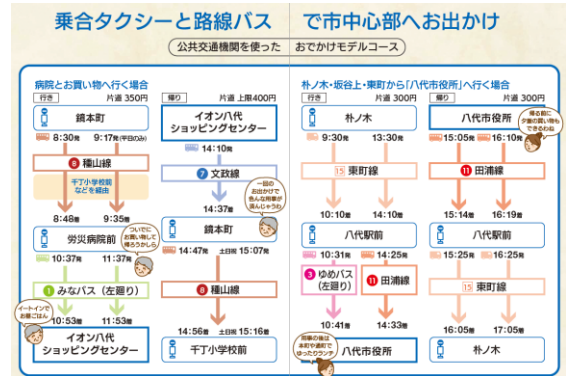 乗合タクシーと路線バス で市中心部へお出かけ
公共交通機関を使った おでかけモデルコース
病院とお買い物へ行く場合
行き 片道 350円
鏡本町
8:30発 9:17発(平日のみ)
8 種山線
千丁小学校前
などを経由
8:48着 9:35着
労災病院前
ついでに
お買い物して
帰ろうかしら
10:37発 11:37発
1 みなバス (左廻り)
イートインで
お昼ごはん
10:53着 11:53着
イオン八代
ショッピングセンター
帰り 片道 上限400円
イオン八代
ショッピングセンター
14:10発
7 文政線
一回の
お出かけで
色んな用事が
済んじゃうわ
14:37着
鏡本町
14:47発 土日祝 15:07発
8 種山線
14:56着 土日祝 15:16着
千丁小学校前
朴ノ木・坂谷上・東町から「八代市役所」へ行く場合
行き 片道 300円
朴ノ木
9:30発 13:30発
15 東町線
10:10着 14:10着
八代駅前
10:31発 14:25発
3 ゆめバス
(左廻り)
11 田浦線
10:41着 14:33着
用事の後は
本町や通町で
ゆったりランチ
八代市役所
帰り 片道 300円
八代市役所
帰る前に
夕飯の買い物も
できるわね
15:05発 16:10発
11 田浦線
15:14着 16:19着
八代駅前
15:25発 16:25発
15 東町線
16:05着 17:05着
朴ノ木